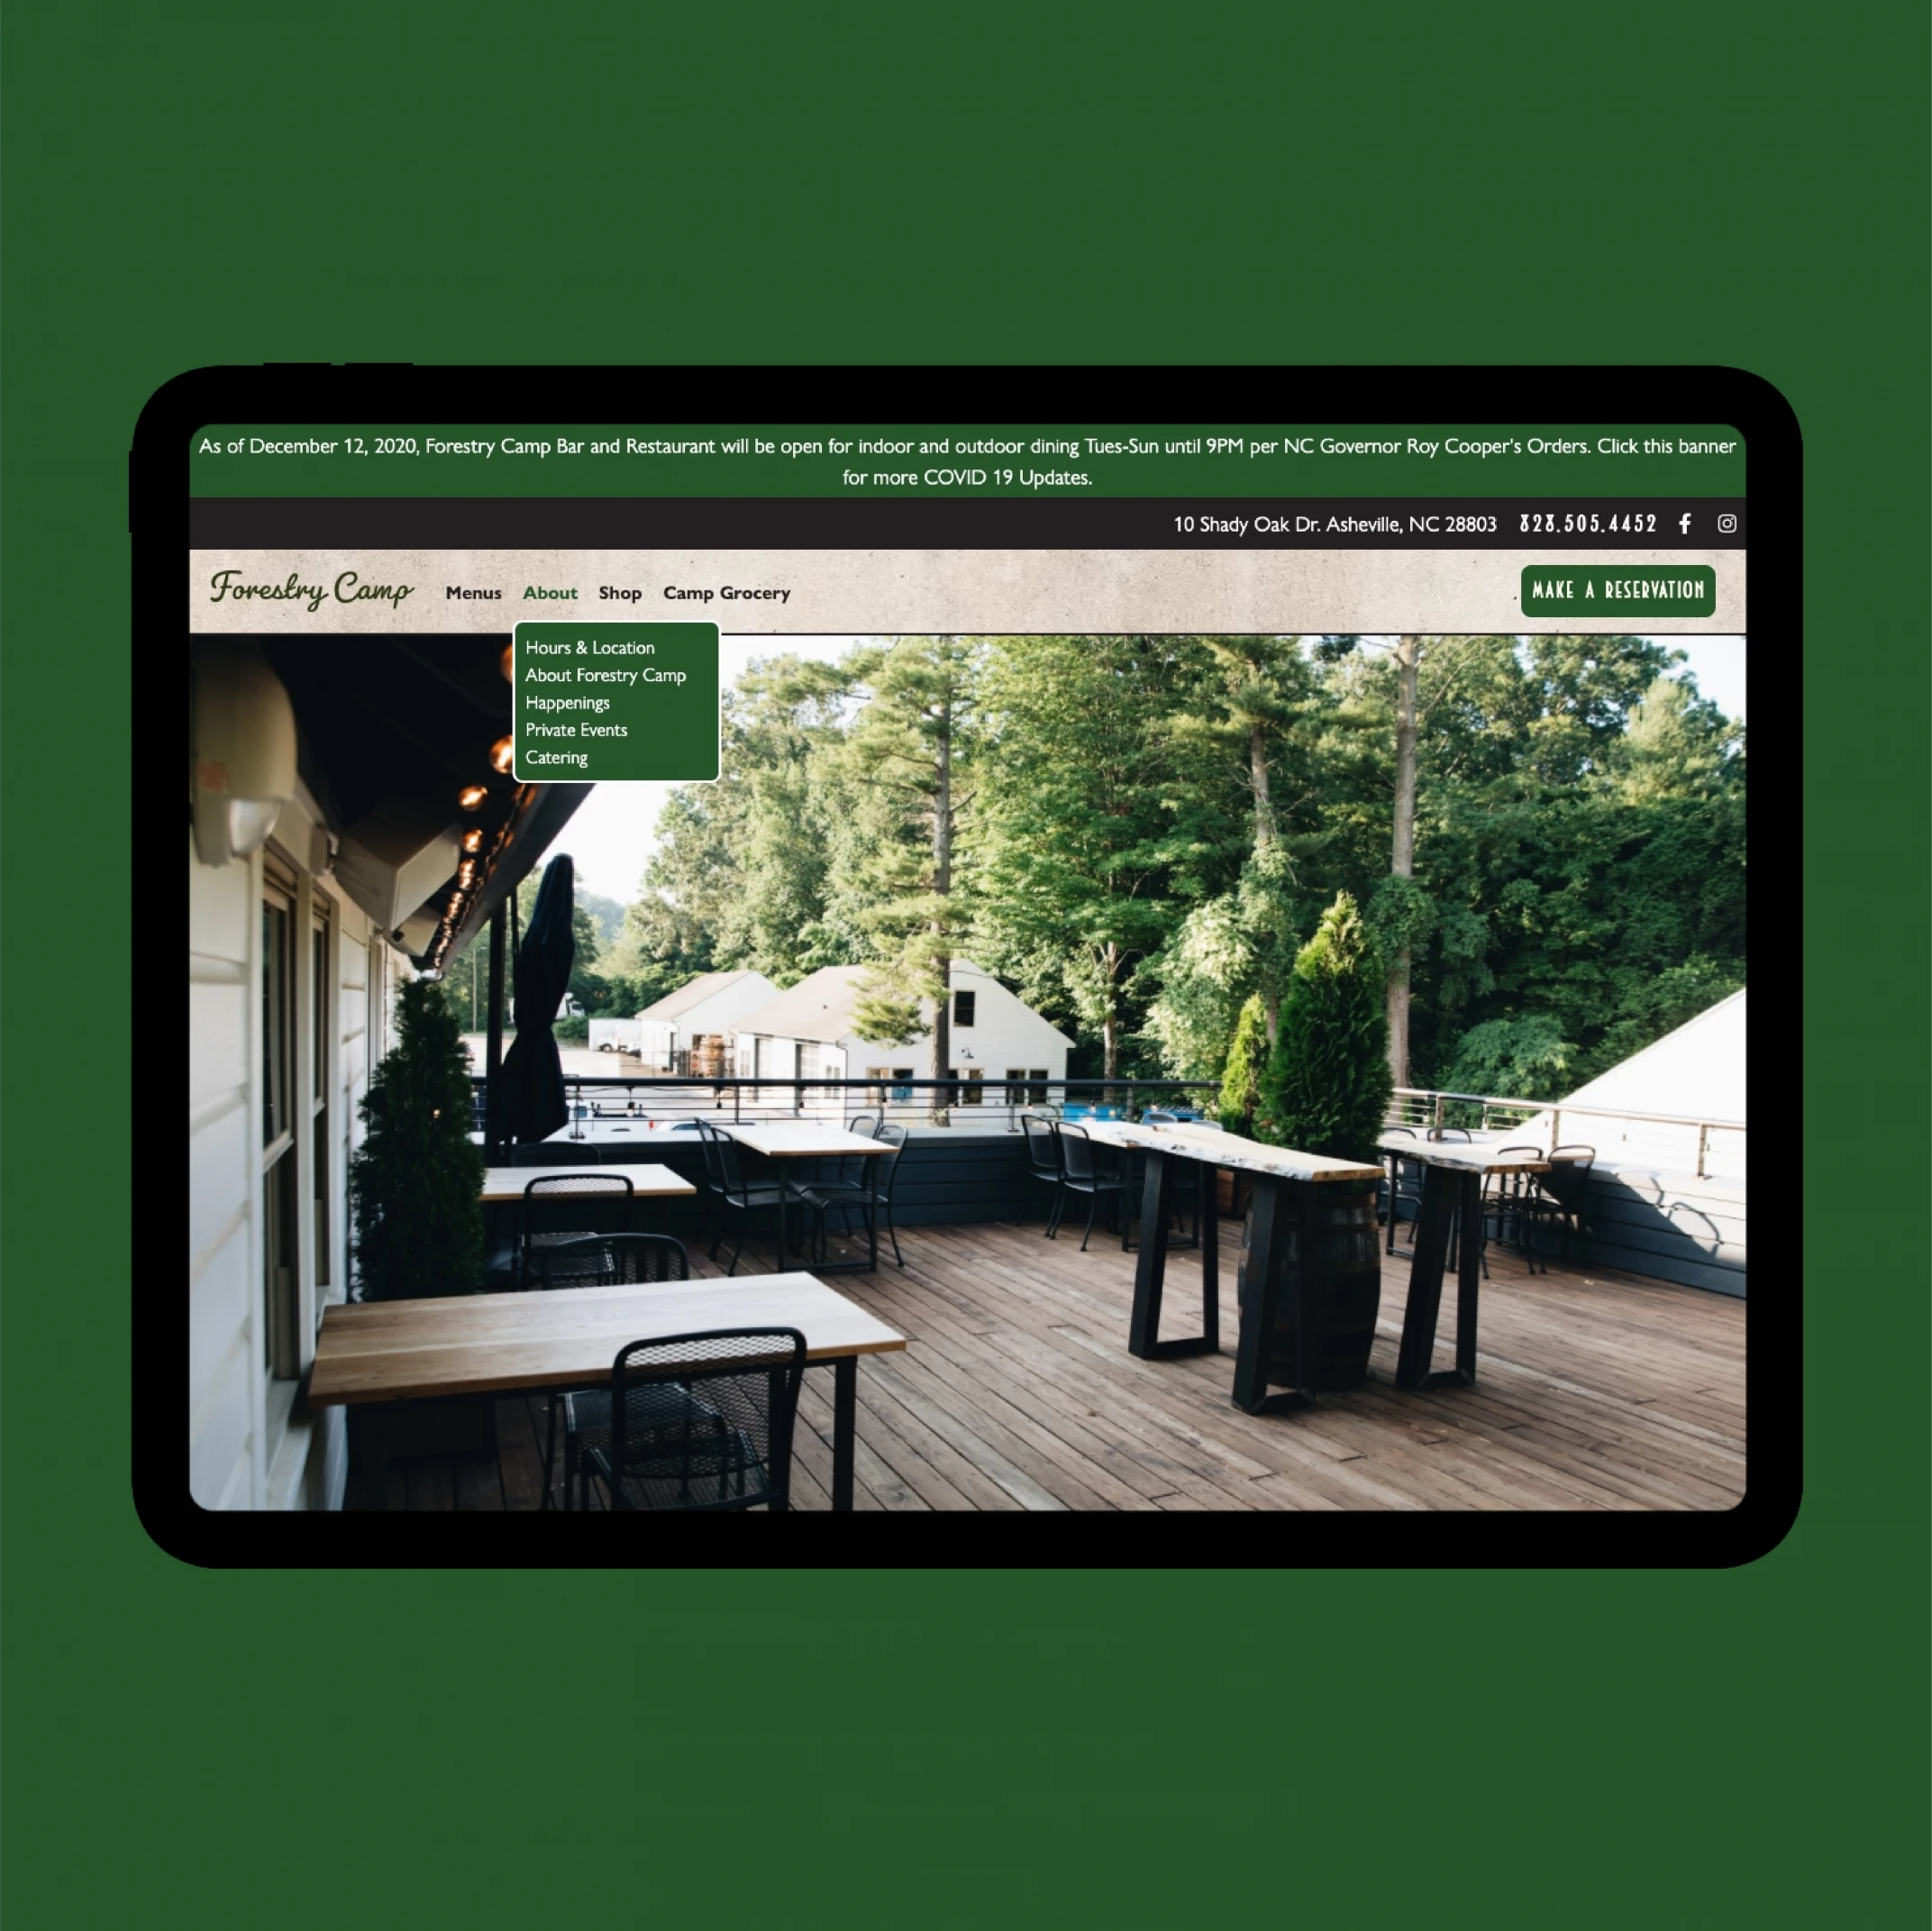 As of December 12, 2020, Forestry Camp Bar and Restaurant will be open for indoor and outdoor dining Tues-Sun until 9PM per NC Governor Roy Cooper's Orders. Click this banner
for more COVID 19 Updates.
10 Shady Oak Dr. Asheville, NC 28803 828.505.4452
Forestry Camp Menus About Shop Camp Grocery MAKE A RESERVATION
Hours & Location
About Forestry Camp
Happenings
Private Events
Catering